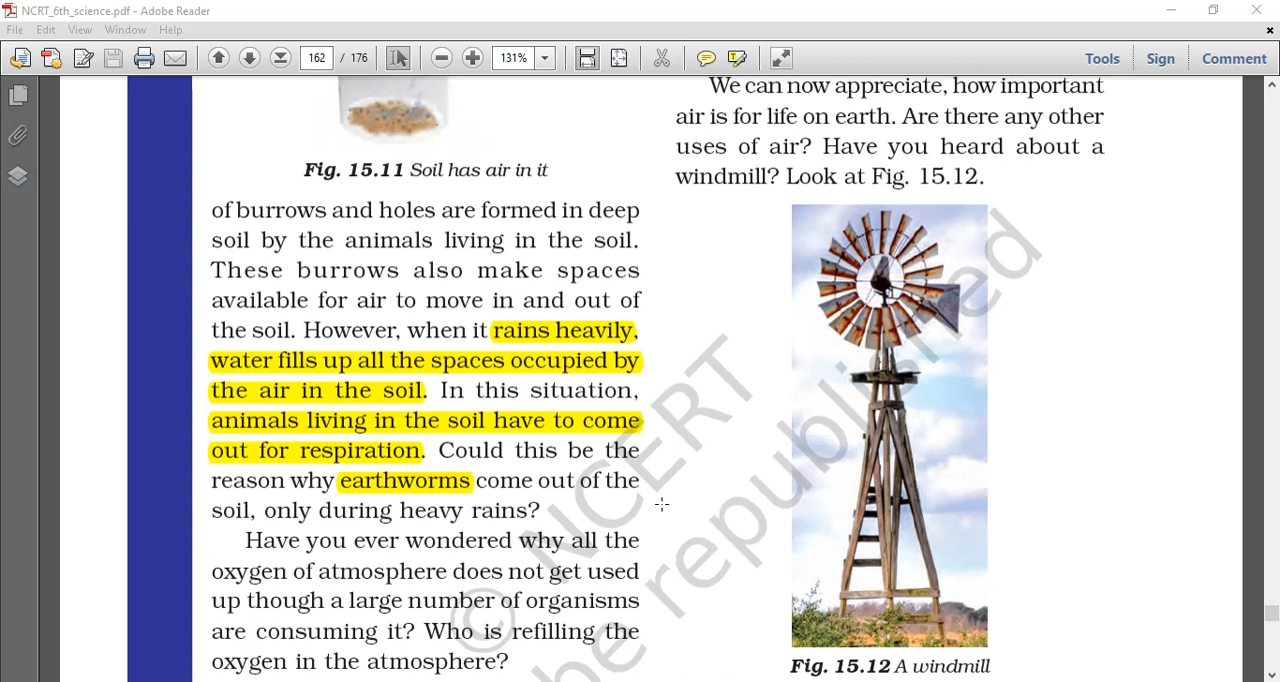 NCRT_6th_science.pdf - Adobe Reader
File Edit View Window Help
162 / 176 131% Tools Sign Comment
Fig. 15.11 Soil has air in it
of burrows and holes are formed in deep
soil by the animals living in the soil.
These burrows also make spaces
available for air to move in and out of
the soil. However, when it rains heavily,
water fills up all the spaces occupied by
the air in the soil. In this situation,
animals living in the soil have to come
out for respiration. Could this be the
reason why earthworms come out of the
soil, only during heavy rains?
Have you ever wondered why all the
oxygen of atmosphere does not get used
up though a large number of organisms
are consuming it? Who is refilling the
oxygen in the atmosphere?
We can now appreciate, how important
air is for life on earth. Are there any other
uses of air? Have you heard about a
windmill? Look at Fig. 15.12.
Fig. 15.12 A windmill
© NCERT
be republished